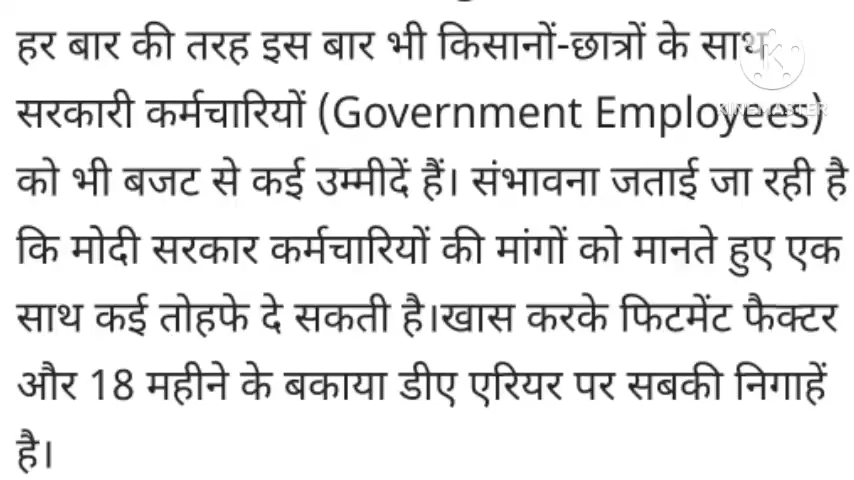 हर बार की तरह इस बार भी किसानों-छात्रों के साथ
सरकारी कर्मचारियों (Government Employees)
को भी बजट से कई उम्मीदें हैं। संभावना जताई जा रही है
कि मोदी सरकार कर्मचारियों की मांगों को मानते हुए एक
साथ कई तोहफे दे सकती है।खास करके फिटमेंट फैक्टर
और 18 महीने के बकाया डीए एरियर पर सबकी निगाहें
है।
K
KINEMASTER